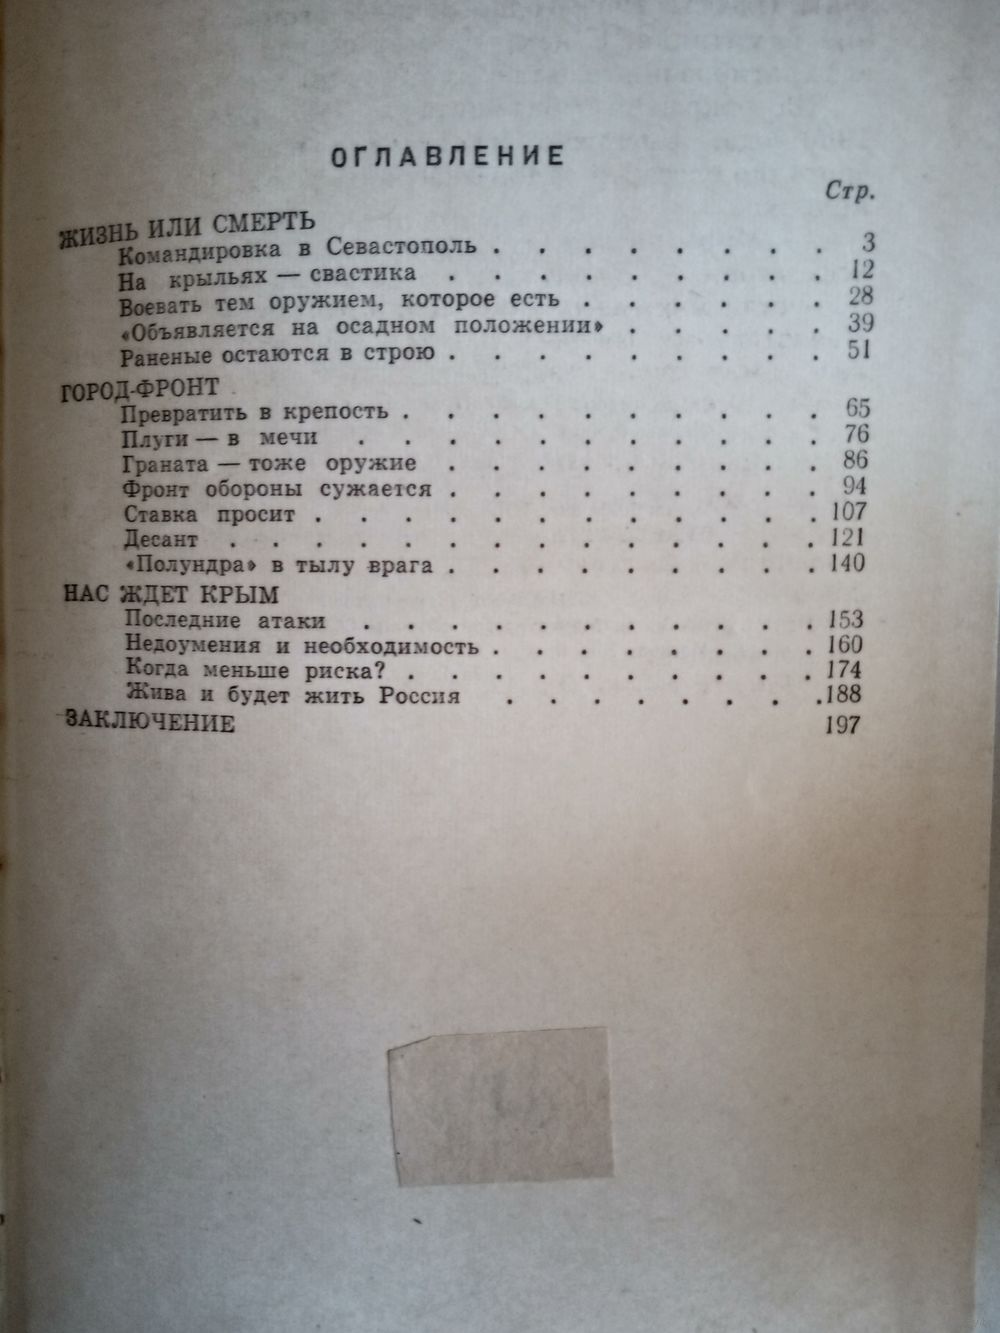 ОГЛАВЛЕНИЕ
Стр.
ЖИЗНЬ ИЛИ СМЕРТЬ
Командировка в Севастополь . . . . . . . . 3
На крыльях — свастика . . . . . . . . . 12
Воевать тем оружием, которое есть . . . . . . 28
«Объявляется на осадном положении» . . . . . 39
Раненые остаются в строю . . . . . . . . . 51
ГОРОД-ФРОНТ
Превратить в крепость . . . . . . . . . . 65
Плуги — в мечи . . . . . . . . . . . 76
Граната — тоже оружие . . . . . . . . . 86
Фронт обороны сужается . . . . . . . . . 94
Ставка просит . . . . . . . . . . . . 107
Десант . . . . . . . . . . . . . . 121
«Полундра» в тылу врага . . . . . . . . . 140
НАС ЖДЕТ КРЫМ
Последние атаки . . . . . . . . . . . 153
Недоумения и необходимость . . . . . . . . 160
Когда меньше риска? . . . . . . . . . . 174
Жива и будет жить Россия . . . . . . . . 188
ЗАКЛЮЧЕНИЕ 197